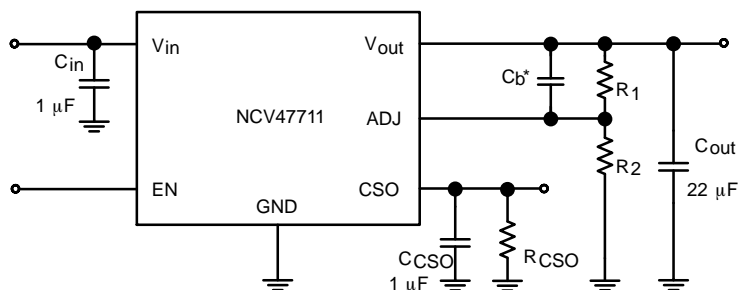 Vin
Vout
Cin
Cb*
R1
1 μF
NCV47711
ADJ
Cout
R2
EN
CSO
22 μF
GND
CCSO
RCSO
1 μF